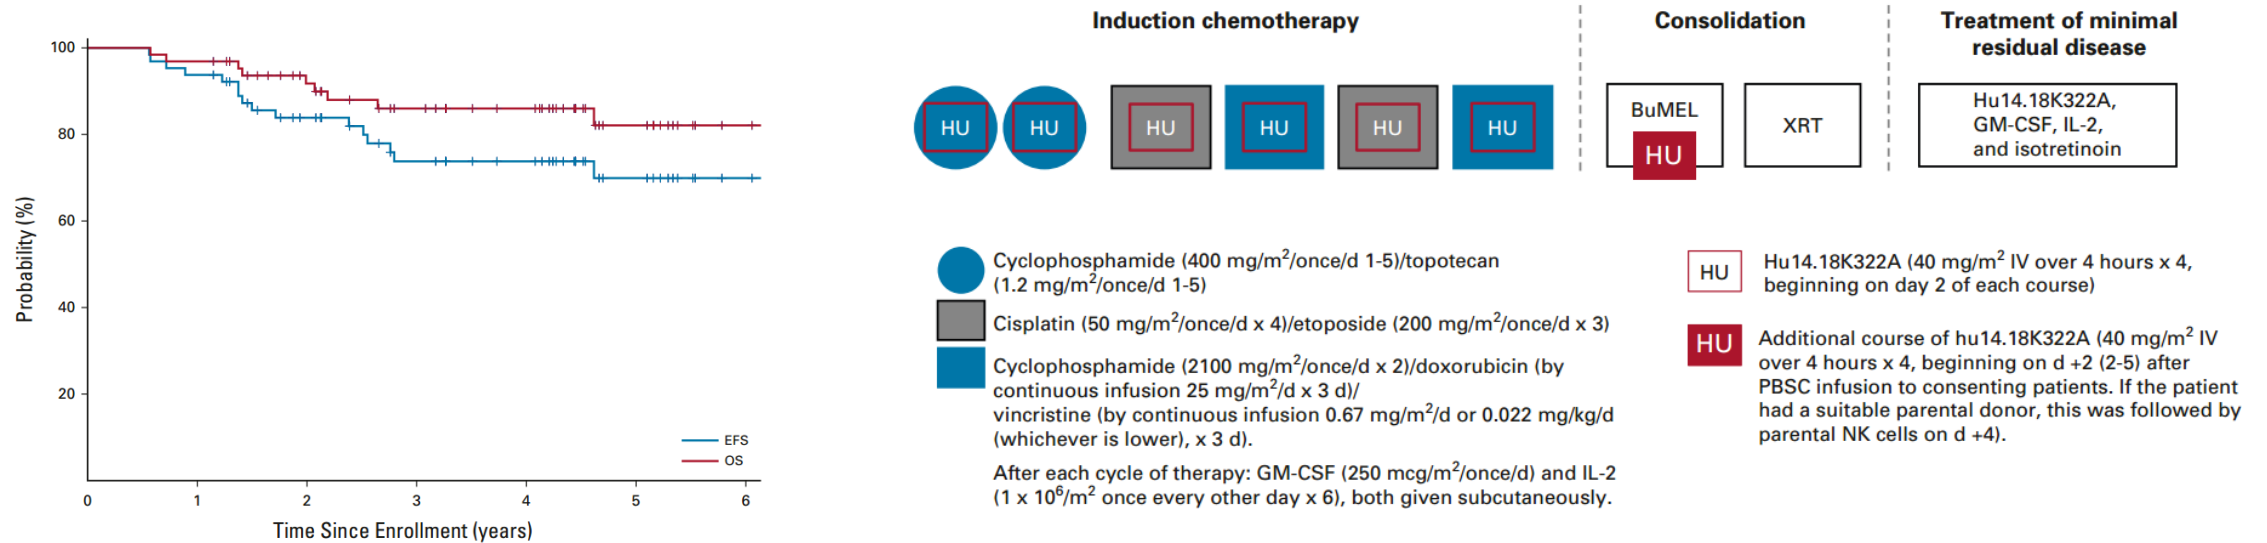 100
80
60
40
20
Probability (%)
0
1
2
3
4
5
6
Time Since Enrollment (years)
EFS
OS
Induction chemotherapy
Consolidation
Treatment of minimal
residual disease
HU
HU
HU
HU
HU
HU
BuMEL
HU
XRT
Hu14.18K322A,
GM-CSF, IL-2,
and isotretinoin
Cyclophosphamide (400 mg/m²/once/d 1-5)/topotecan
(1.2 mg/m²/once/d 1-5)
Cisplatin (50 mg/m²/once/d x 4)/etoposide (200 mg/m²/once/d x 3)
Cyclophosphamide (2100 mg/m²/once/d x 2)/doxorubicin (by
continuous infusion 25 mg/m²/d x 3 d)/
vincristine (by continuous infusion 0.67 mg/m²/d or 0.022 mg/kg/d
(whichever is lower), x 3 d).
After each cycle of therapy: GM-CSF (250 mcg/m²/once/d) and IL-2
(1 x 10⁶/m² once every other day x 6), both given subcutaneously.
HU
Hu14.18K322A (40 mg/m² IV over 4 hours x 4,
beginning on day 2 of each course)
HU
Additional course of hu14.18K322A (40 mg/m² IV
over 4 hours x 4, beginning on d +2 (2-5) after
PBSC infusion to consenting patients. If the patient
had a suitable parental donor, this was followed by
parental NK cells on d +4).